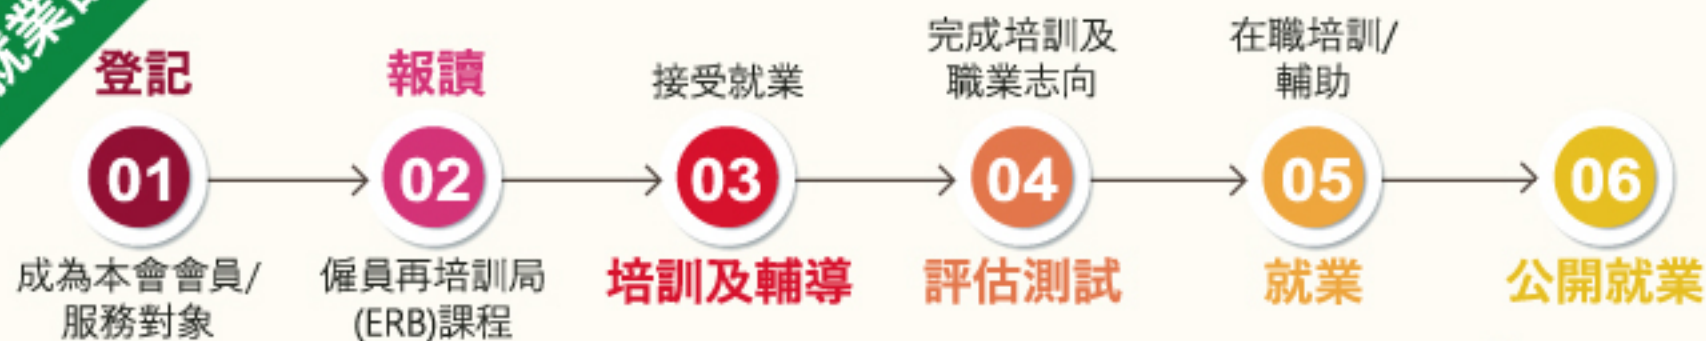 就業
登記
01
成為本會會員/
服務對象
報讀
02
僱員再培訓局
(ERB)課程
接受就業
03
培訓及輔導
完成培訓及
職業志向
04
評估測試
在職培訓/
輔助
05
就業
06
公開就業